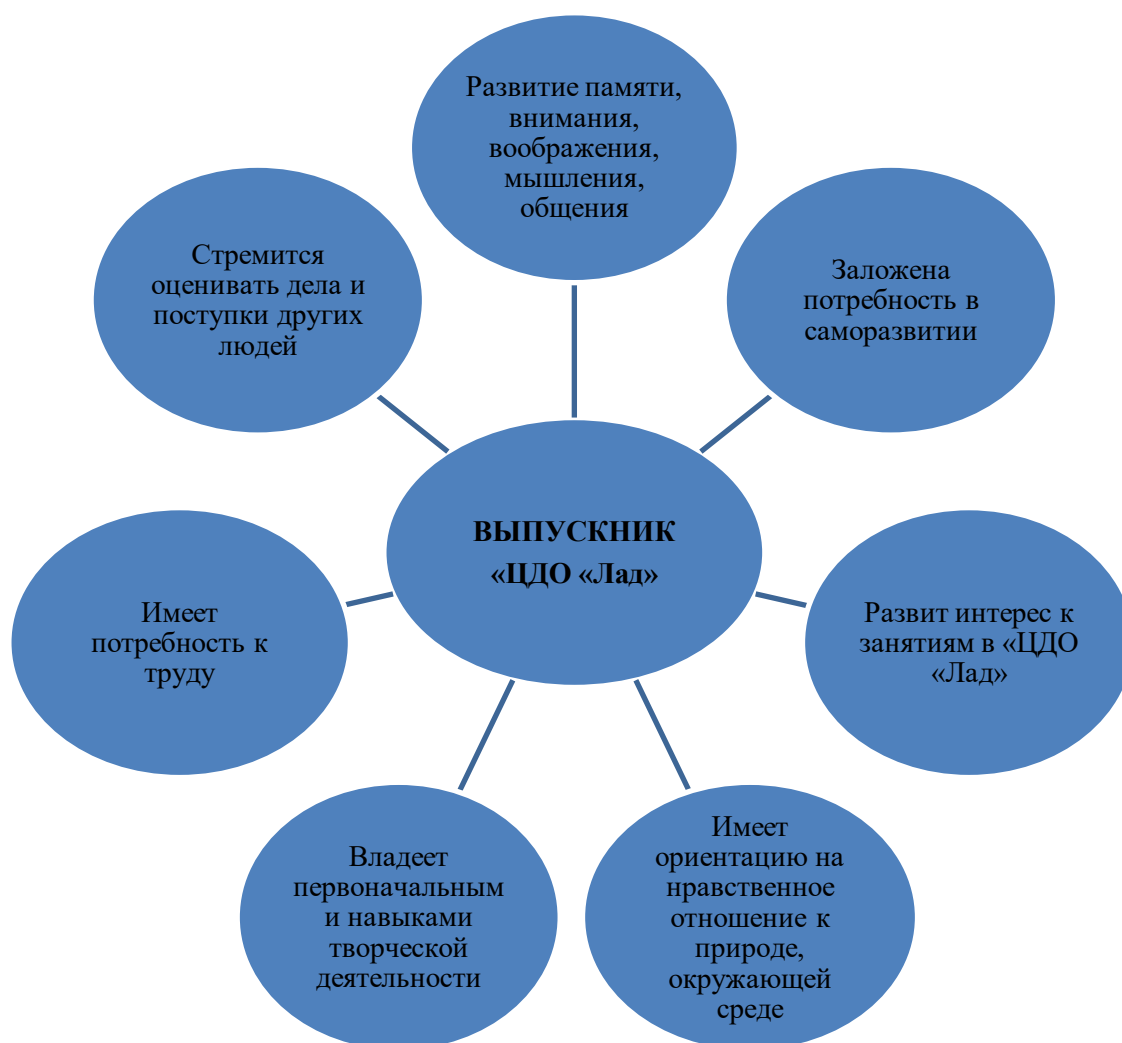 Развитие памяти,
внимания,
воображения,
мышления,
общения
Стремится
оценивать дела и
поступки других
людей
Заложена
потребность в
саморазвитии
ВЫПУСКНИК
«ЦДО «Лад»
Имеет
потребность к
труду
Развит интерес к
занятиям в «ЦДО
«Лад»
Владеет
первоначальным
и навыками
творческой
деятельности
Имеет
ориентацию на
нравственное
отношение к
природе,
окружающей
среде